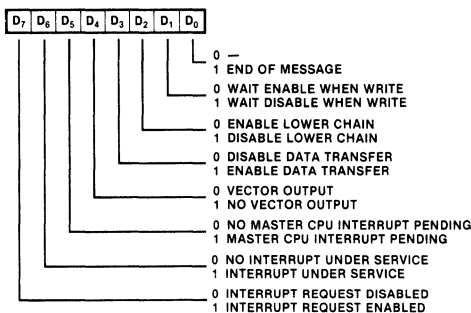 D7 D6 D5 D4 D3 D2 D1 D0
0 —
1 END OF MESSAGE
0 WAIT ENABLE WHEN WRITE
1 WAIT DISABLE WHEN WRITE
0 ENABLE LOWER CHAIN
1 DISABLE LOWER CHAIN
0 DISABLE DATA TRANSFER
1 ENABLE DATA TRANSFER
0 VECTOR OUTPUT
1 NO VECTOR OUTPUT
0 NO MASTER CPU INTERRUPT PENDING
1 MASTER CPU INTERRUPT PENDING
0 NO INTERRUPT UNDER SERVICE
1 INTERRUPT UNDER SERVICE
0 INTERRUPT REQUEST DISABLED
1 INTERRUPT REQUEST ENABLED